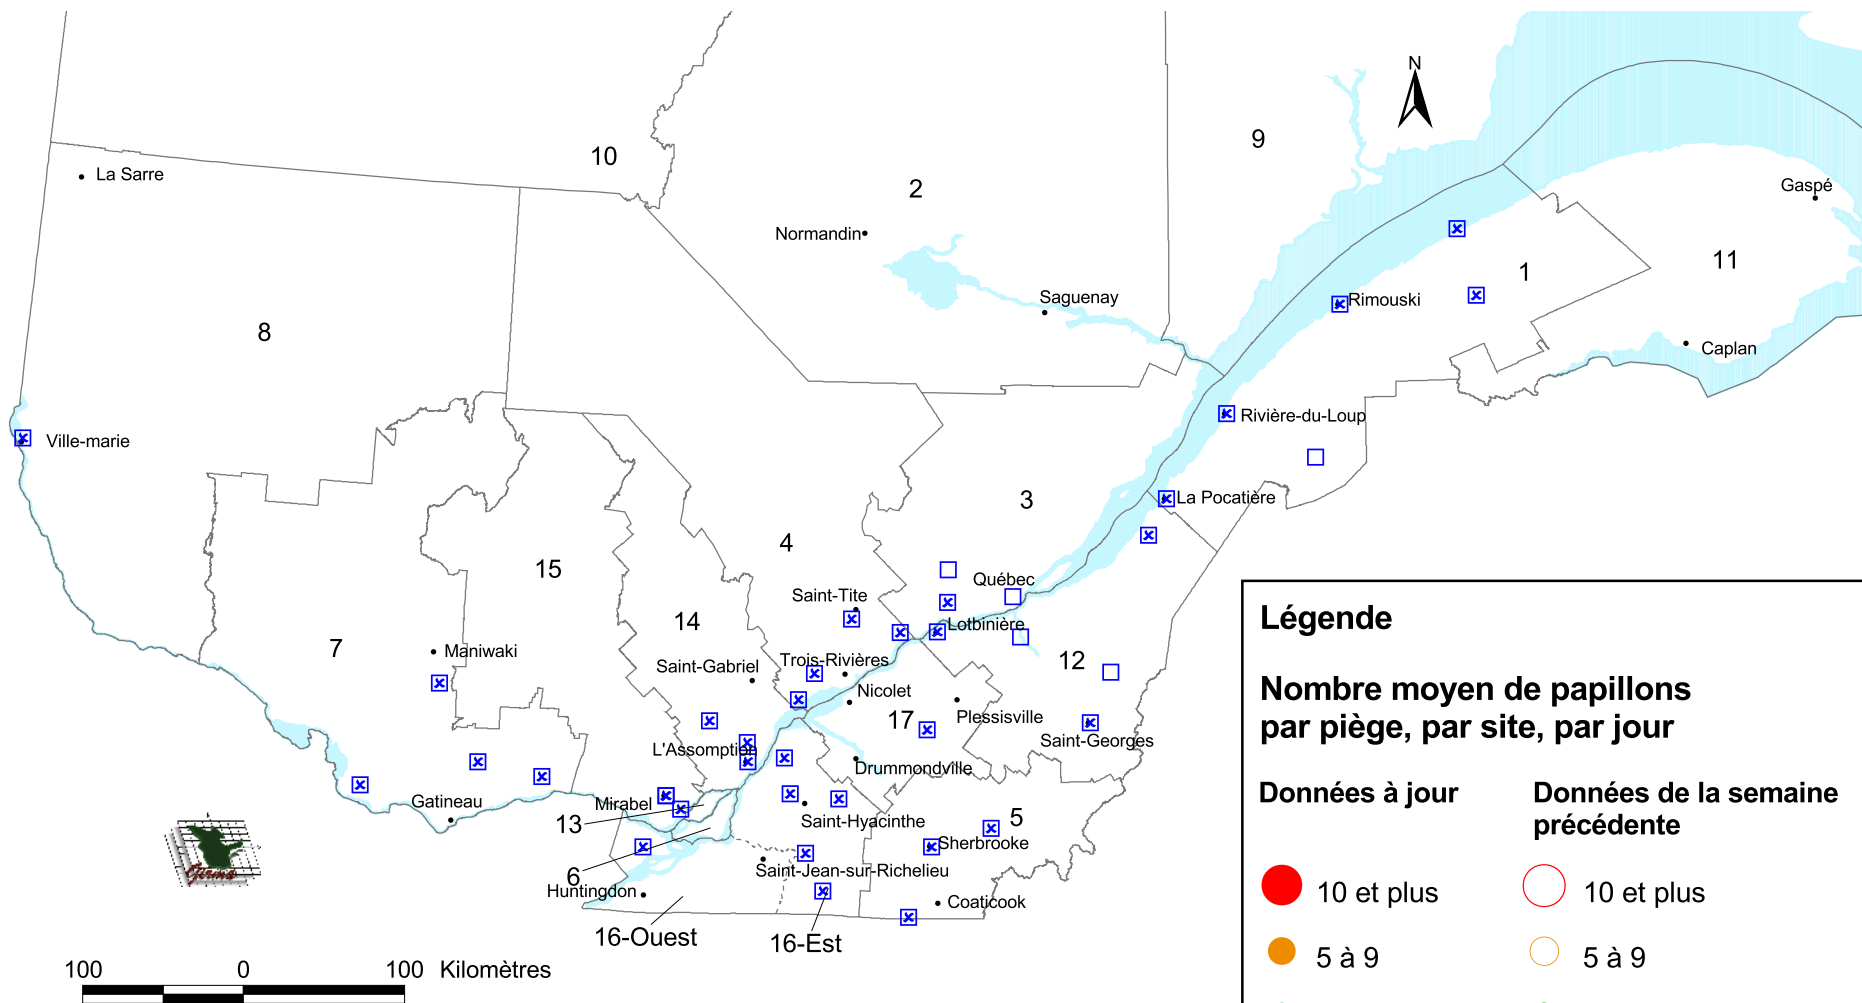 N
9
10
La Sarre
2
Gaspé
Normandin
11
1
Saguenay
Rimouski
8
Caplan
Rivière-du-Loup
Ville-marie
3
La Pocatière
4
15
Québec
Saint-Tite
14
Lotbinière
7
Maniwaki
12
Saint-Gabriel
Trois-Rivières
Nicolet
17
Plessisville
Saint-Georges
L'Assomption
Drummondville
Mirabel
Gatineau
13
Saint-Hyacinthe
5
Sherbrooke
6
Saint-Jean-sur-Richelieu
Huntingdon
Coaticook
16-Ouest
16-Est
Girma
100 0 100 Kilomètres
Légende
Nombre moyen de papillons
par piège, par site, par jour
Données à jour
Données de la semaine
précédente
10 et plus
10 et plus
5 à 9
5 à 9